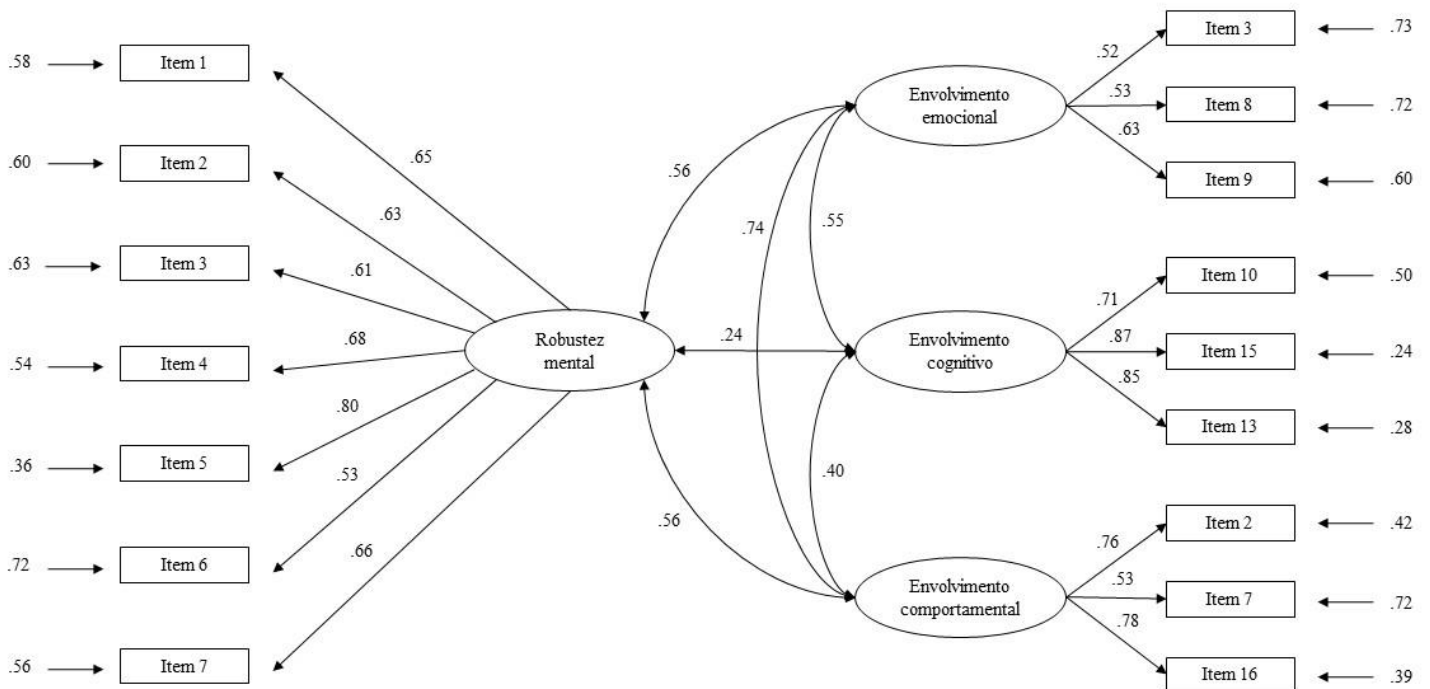 .58
Item 1
.60
Item 2
.63
Item 3
.54
Item 4
.36
Item 5
.72
Item 6
.56
Item 7
.65
.63
.61
.68
.80
.53
.66
Robustez
mental
.56
.24
.56
.74
.55
.40
Envolvimento
emocional
.52
.53
.63
Item 3
.73
Item 8
.72
Item 9
.60
Envolvimento
cognitivo
.71
.87
.85
Item 10
.50
Item 15
.24
Item 13
.28
Envolvimento
comportamental
.76
.53
.78
Item 2
.42
Item 7
.72
Item 16
.39